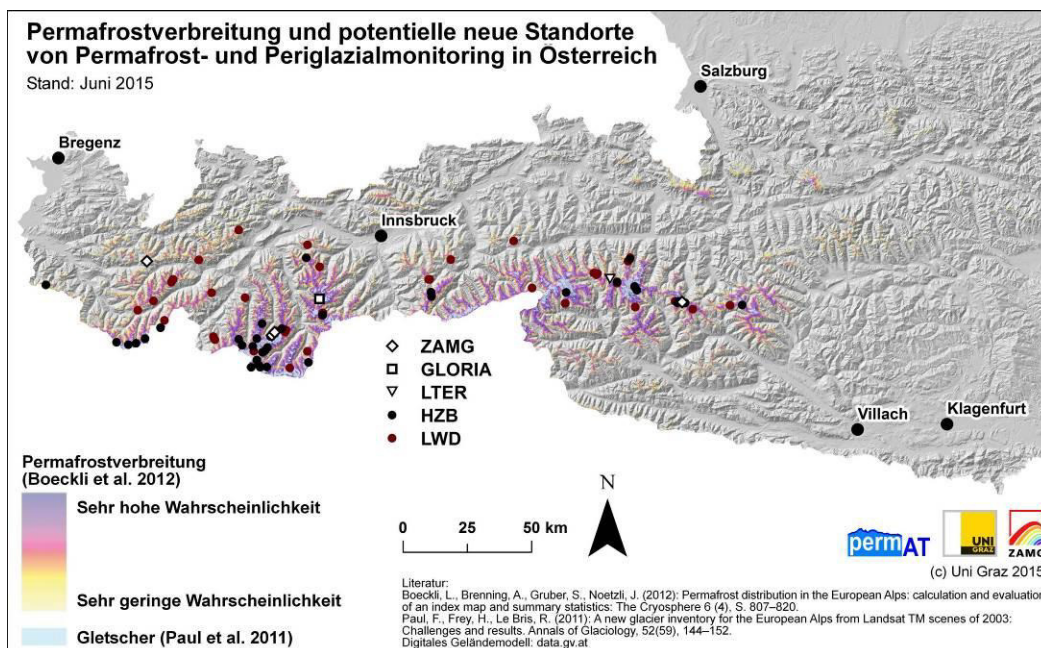 Permafrostverbreitung und potentielle neue Standorte
von Permafrost- und Periglazialmonitoring in Österreich
Stand: Juni 2015
Salzburg
Bregenz
Innsbruck
ZAMG
GLORIA
LTER
HZB
LWD
Villach
Klagenfurt
Permafrostverbreitung
(Boeckli et al. 2012)
Sehr hohe Wahrscheinlichkeit
Sehr geringe Wahrscheinlichkeit
Gletscher (Paul et al. 2011)
N
0 25 50 km
permAT
UNI
GRAZ
ZAMG
(c) Uni Graz 2015
Literatur:
Boeckli, L., Brenning, A., Gruber, S., Noetzli, J. (2012): Permafrost distribution in the European Alps: calculation and evaluation
of an index map and summary statistics: The Cryosphere 6 (4), S. 807–820.
Paul, F., Frey, H., Le Bris, R. (2011): A new glacier inventory for the European Alps from Landsat TM scenes of 2003:
Challenges and results. Annals of Glaciology, 52(59), 144–152.
Digitales Geländemodell: data.gv.at